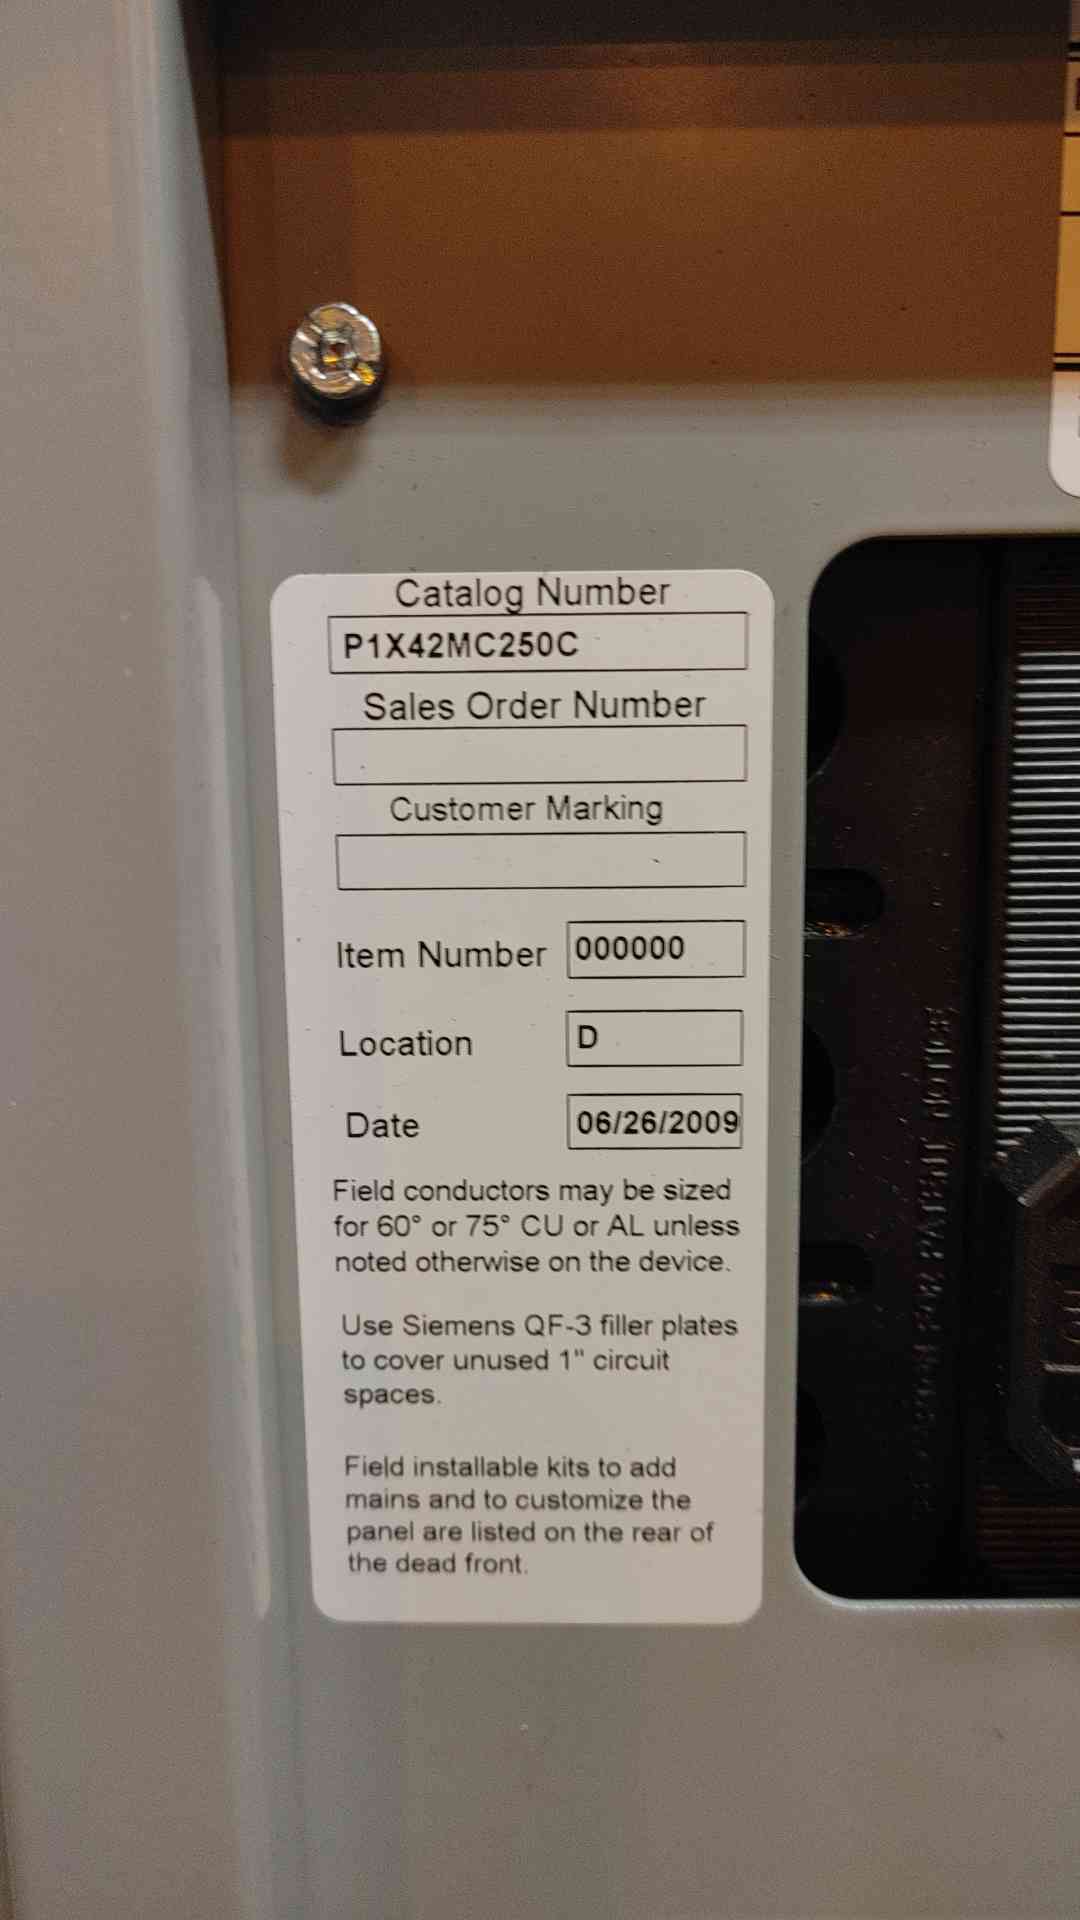 Catalog Number
P1X42MC250C
Sales Order Number
Customer Marking
Item Number 000000
Location D
Date 06/26/2009
Field conductors may be sized
for 60° or 75° CU or AL unless
noted otherwise on the device.
Use Siemens QF-3 filler plates
to cover unused 1" circuit
spaces.
Field installable kits to add
mains and to customize the
panel are listed on the rear of
the dead front.
FOR PATENT NOTICE